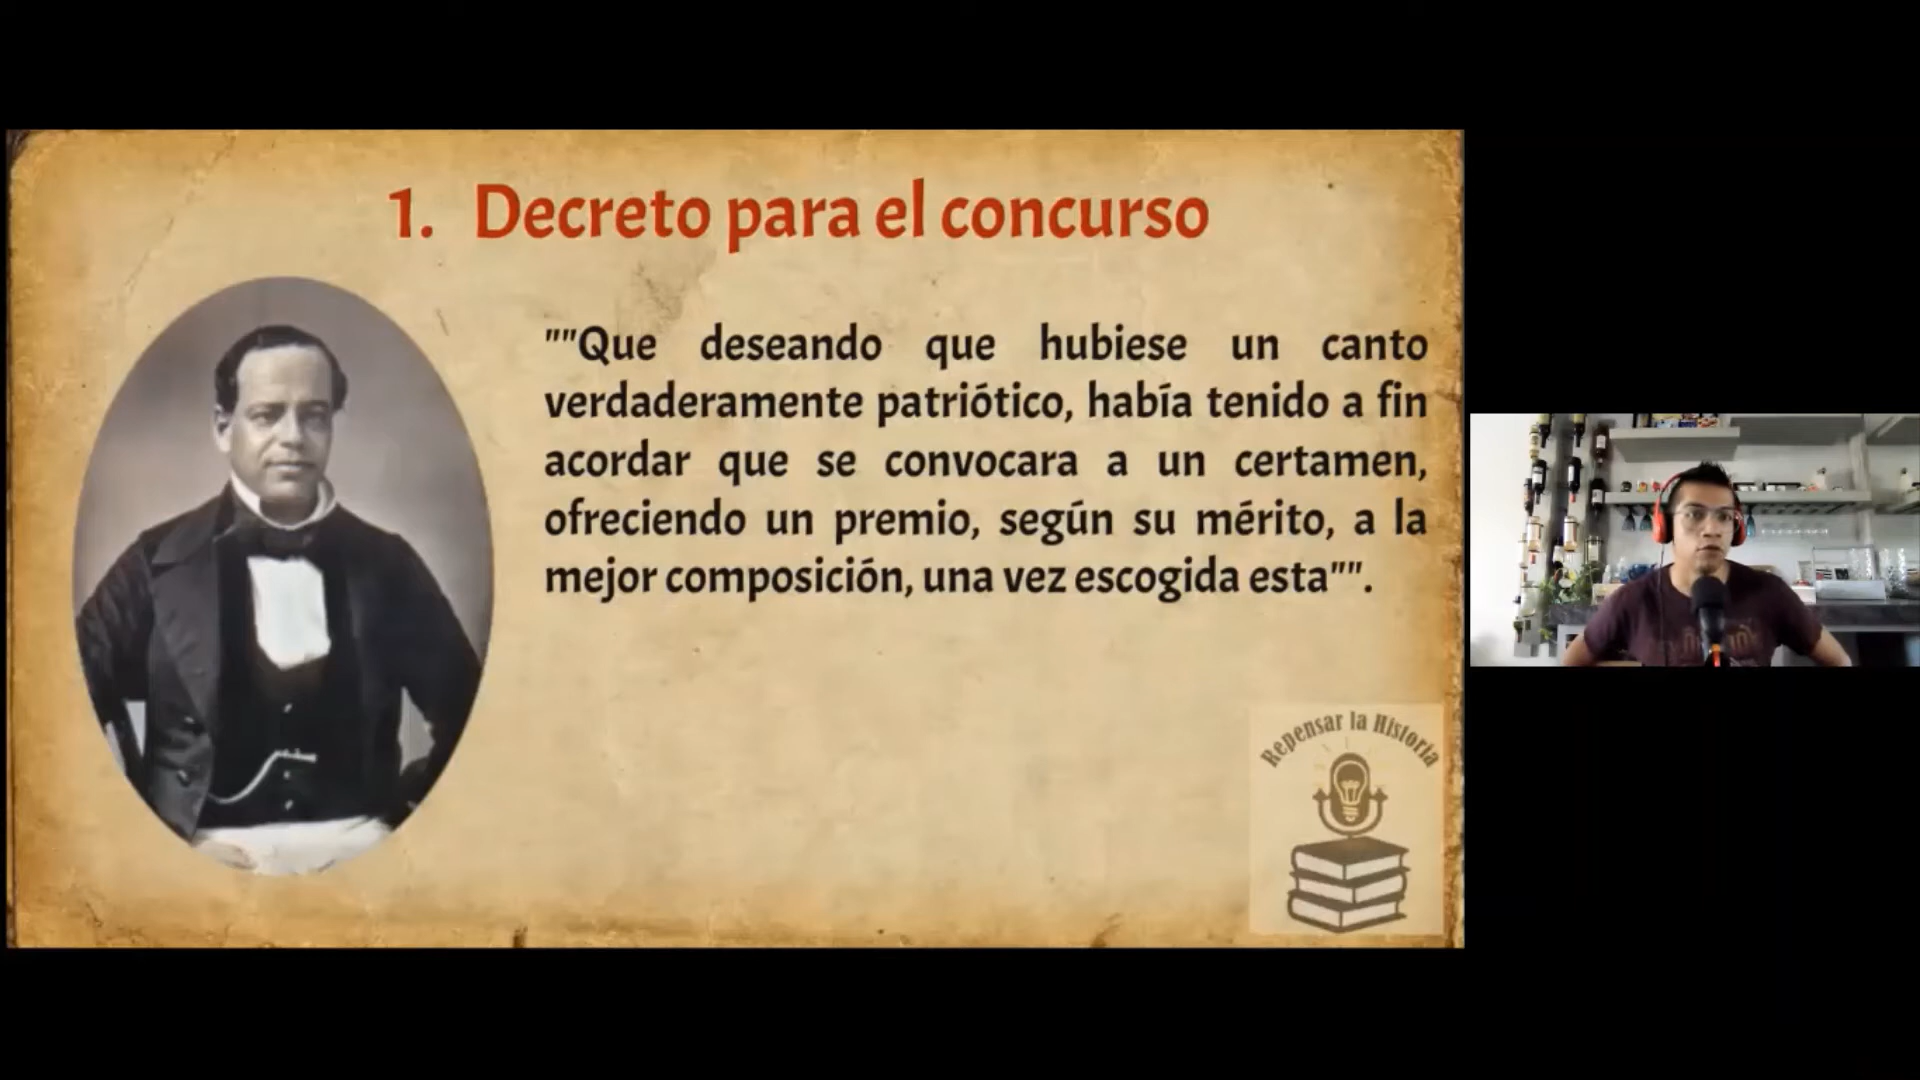 1. Decreto para el concurso
""Que deseando que hubiese un canto
verdaderamente patriótico, había tenido a fin
acordar que se convocara a un certamen,
ofreciendo un premio, según su mérito, a la
mejor composición, una vez escogida esta"".
Repensar la Historia